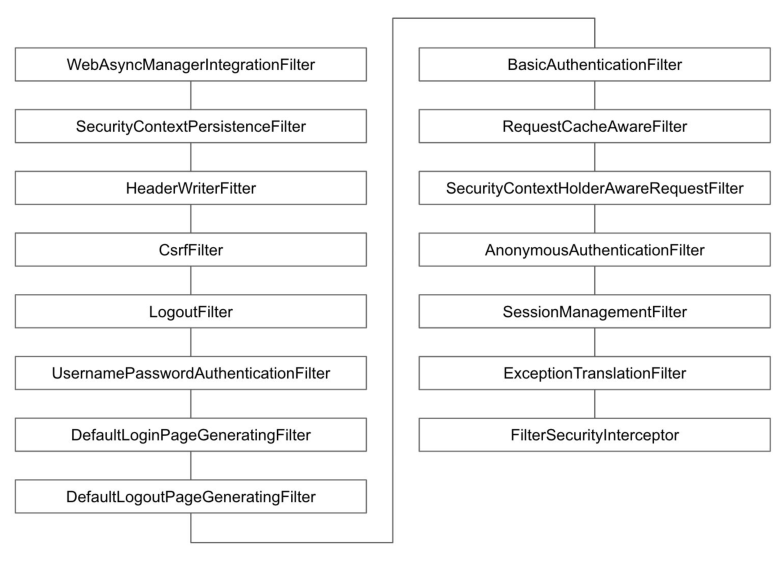 WebAsyncManagerIntegrationFilter
SecurityContextPersistenceFilter
HeaderWriterFitter
CsrfFilter
LogoutFilter
UsernamePasswordAuthenticationFilter
DefaultLoginPageGeneratingFilter
DefaultLogoutPageGeneratingFilter
BasicAuthenticationFilter
RequestCacheAwareFilter
SecurityContextHolderAwareRequestFilter
AnonymousAuthenticationFilter
SessionManagementFilter
ExceptionTranslationFilter
FilterSecurityInterceptor